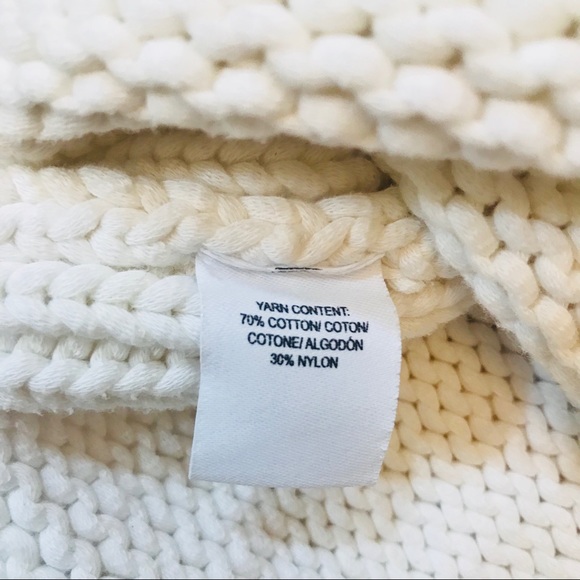 YARN CONTENT:
70% COTTON/ COTON/
COTONE/ ALGODÓN
30% NYLON